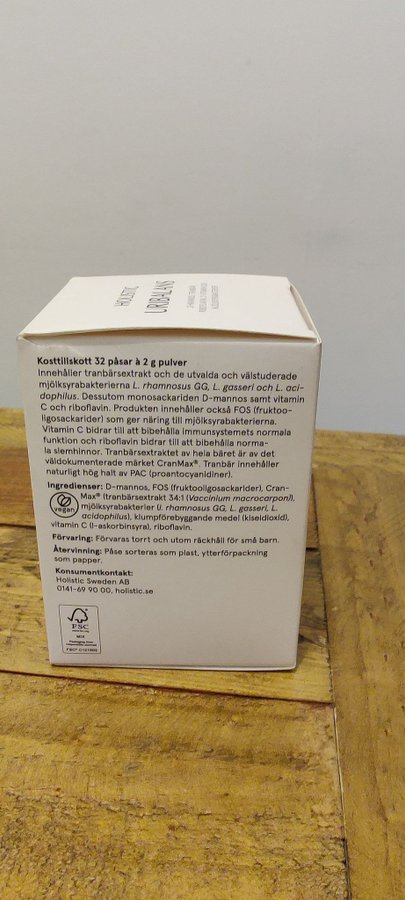 HOLISTIC
URIBALANS
Kosttillskott 32 påsar à 2 g pulver
Innehåller tranbärsextrakt och de utvalda och välstuderade
mjölksyrabakterierna L. rhamnosus GG, L. gasseri och L. aci-
dophilus. Dessutom monosackariden D-mannos samt vitamin
C och riboflavin. Produkten innehåller också FOS (fruktoo-
ligosackarider) som ger näring till mjölksyrabakterierna.
Vitamin C bidrar till att bibehålla immunsystemets normala
funktion och riboflavin bidrar till att bibehålla norma-
la slemhinnor. Tranbärsextraktet av hela bäret är av det
väldokumenterade märket CranMax®. Tranbär innehåller
naturligt hög halt av PAC (proantocyanidiner).
Ingredienser: D-mannos, FOS (fruktooligosackarider), Cran-
Max® tranbärsextrakt 34:1 (Vaccinium macrocarpon),
mjölksyrabakterier (l. rhamnosus GG, L. gasseri, L.
acidophilus), klumpförebyggande medel (kiseldioxid),
vegan
vitamin C (l-askorbinsyra), riboflavin.
Förvaring: Förvaras torrt och utom räckhåll för små barn.
Återvinning: Påse sorteras som plast, ytterförpackning
som papper.
Konsumentkontakt:
Holistic Sweden AB
0141-69 90 00, holistic.se
FSC
MIX